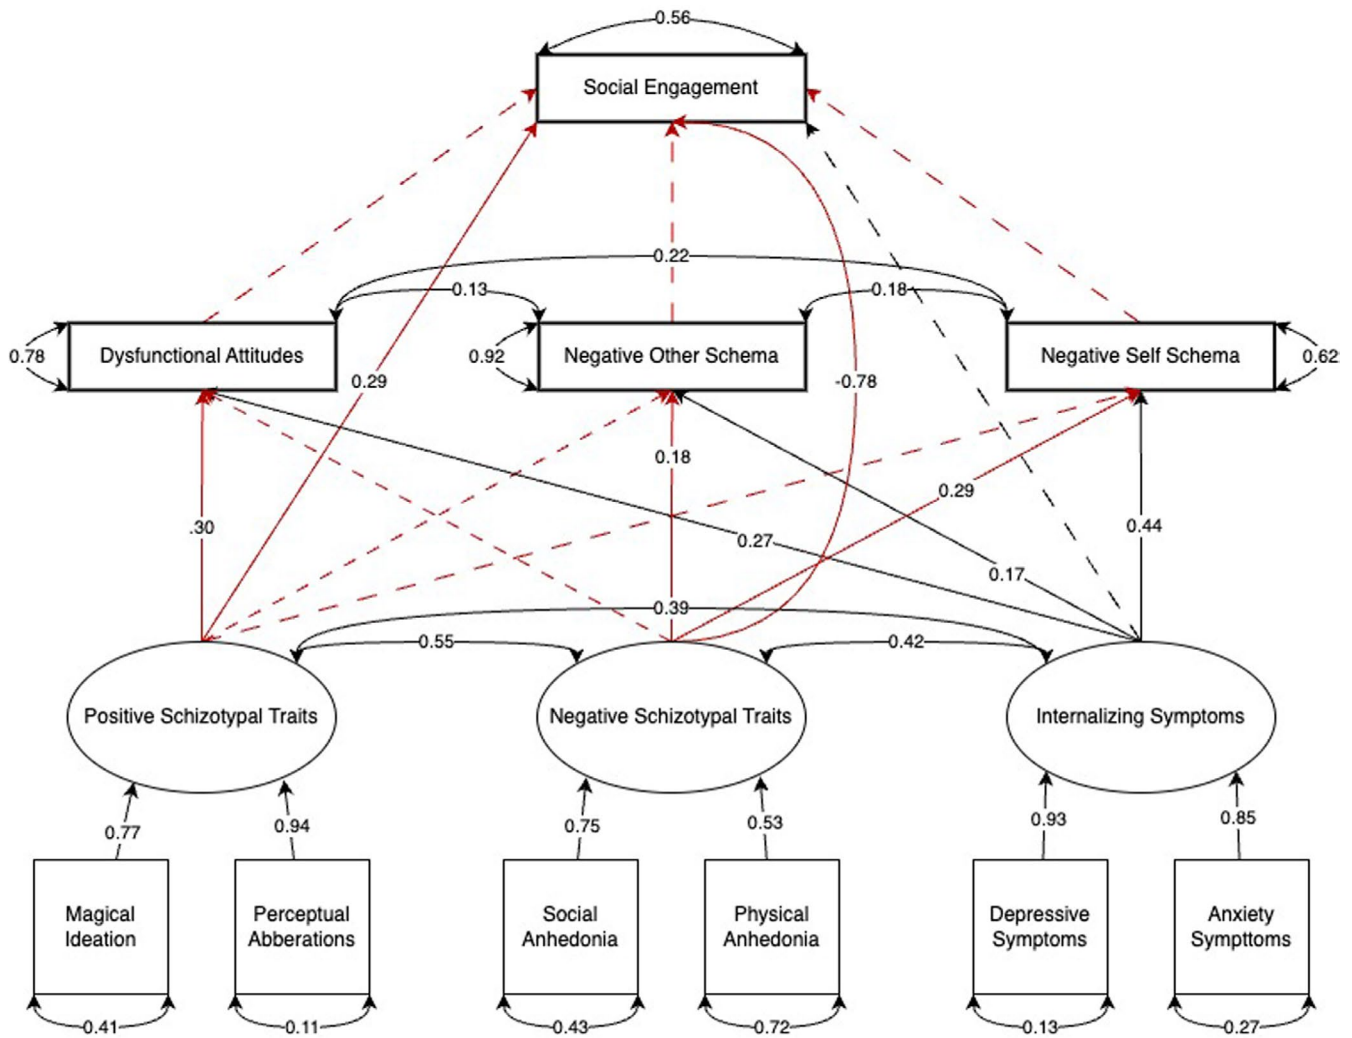 0.56
Social Engagement
0.22
0.13
0.18
0.78
Dysfunctional Attitudes
0.92
Negative Other Schema
Negative Self Schema
0.62
0.29
-0.78
0.18
0.29
.30
0.27
0.44
0.17
0.39
0.55
0.42
Positive Schizotypal Traits
Negative Schizotypal Traits
Internalizing Symptoms
0.77
0.94
0.75
0.53
0.93
0.85
Magical
Ideation
Perceptual
Abberations
Social
Anhedonia
Physical
Anhedonia
Depressive
Symptoms
Anxiety
Sympttoms
0.41
0.11
0.43
0.72
0.13
0.27